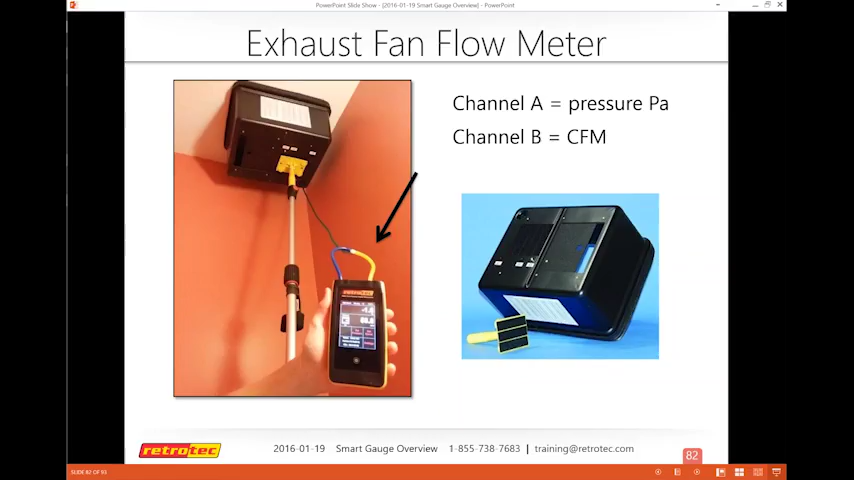 PowerPoint Slide Show - [2016-01-19 Smart Gauge Overview] - PowerPoint
Exhaust Fan Flow Meter
Channel A = pressure Pa
Channel B = CFM
retrotec
retrotec
2016-01-19 Smart Gauge Overview 1-855-738-7683 | training@retrotec.com
82
SLIDE 82 OF 93